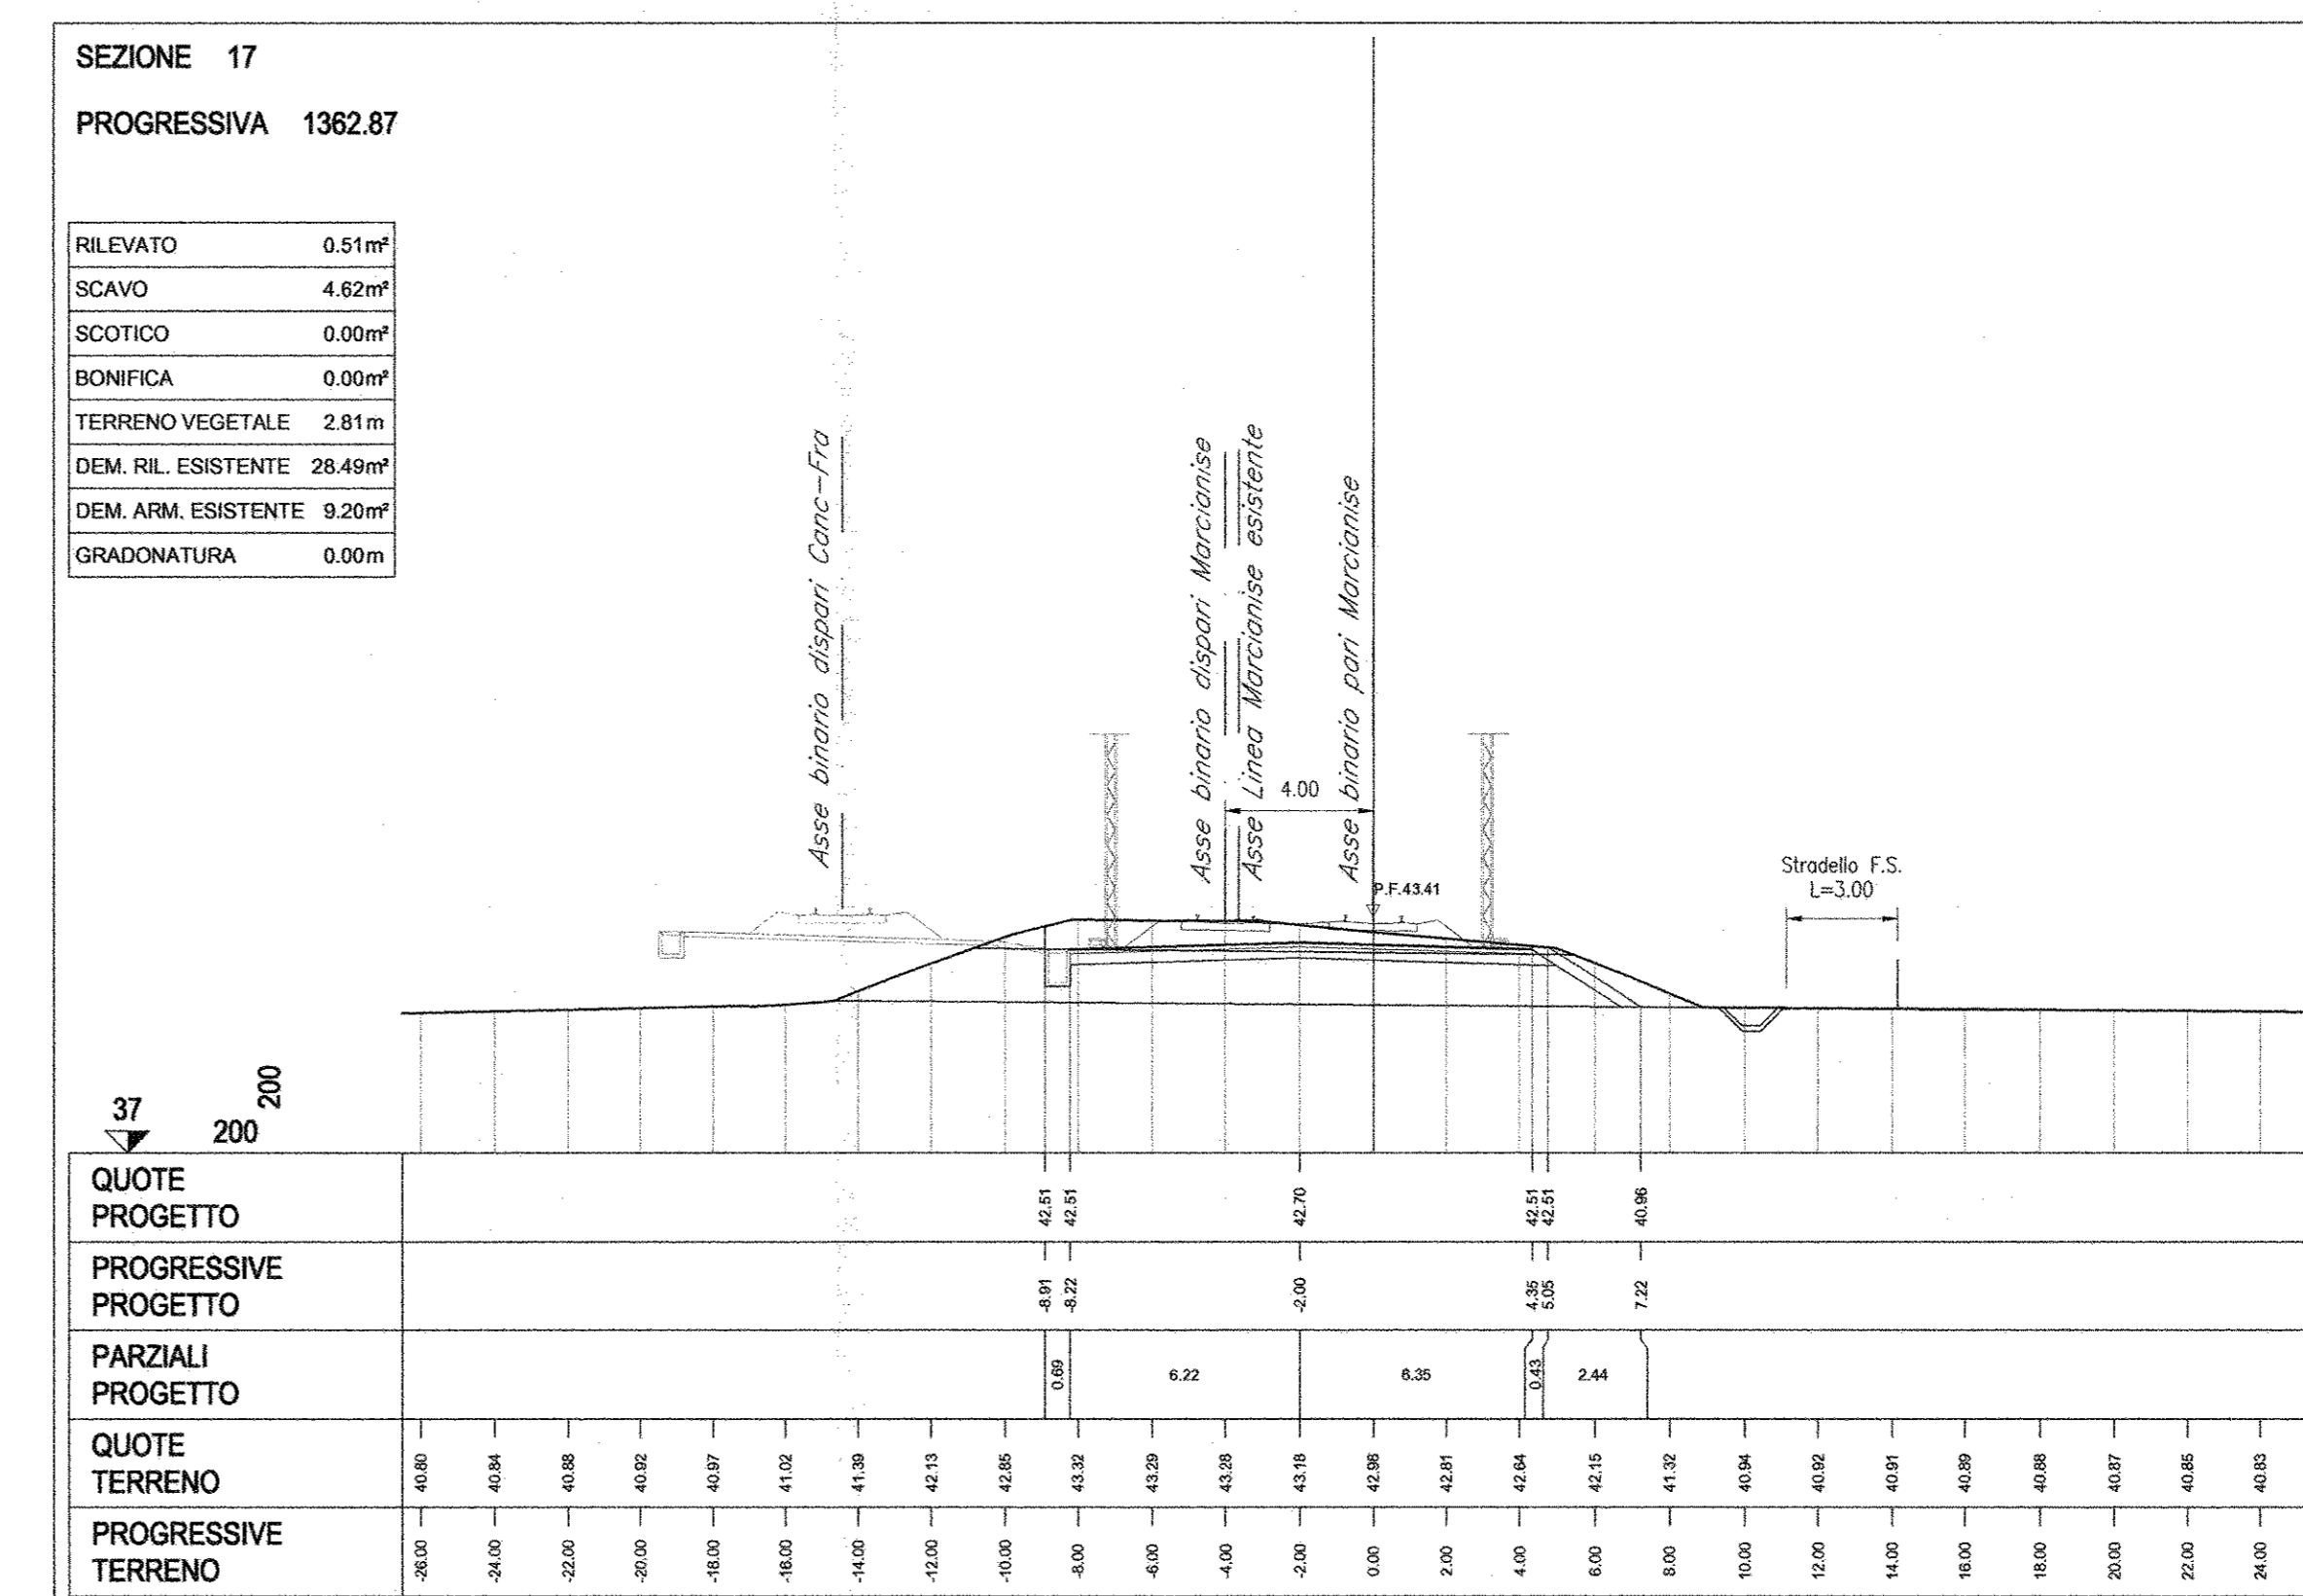 SEZIONE 17
PROGRESSIVA 1362.87
RILEVATO 0.51m²
SCAVO 4.62m²
SCOTICO 0.00m²
BONIFICA 0.00m²
TERRENO VEGETALE 2.81m
DEM. RIL. ESISTENTE 28.49m²
DEM. ARM. ESISTENTE 9.20m²
GRADONATURA 0.00m
Asse binario dispari Canc-Fra
Asse binario dispari Marcianise
Asse Linea Marcianise esistente
Asse binario pari Marcianise
4.00
P.F.43.41
Stradello F.S.
L=3.00
37
200
200
QUOTE
PROGETTO
42.51 42.51 42.70 42.51 42.51 40.96
PROGRESSIVE
PROGETTO
-8.91 -8.22 -2.00 4.35 5.05 7.22
PARZIALI
PROGETTO
0.69 6.22 6.35 0.43 2.44
QUOTE
TERRENO
40.80 40.84 40.88 40.92 40.97 41.02 41.39 42.13 42.85 43.32 43.29 43.28 43.18 42.98 42.81 42.64 42.15 41.32 40.94 40.92 40.91 40.89 40.88 40.87 40.85 40.83
PROGRESSIVE
TERRENO
-26.00 -24.00 -22.00 -20.00 -18.00 -16.00 -14.00 -12.00 -10.00 -8.00 -6.00 -4.00 -2.00 0.00 2.00 4.00 6.00 8.00 10.00 12.00 14.00 16.00 18.00 20.00 22.00 24.00